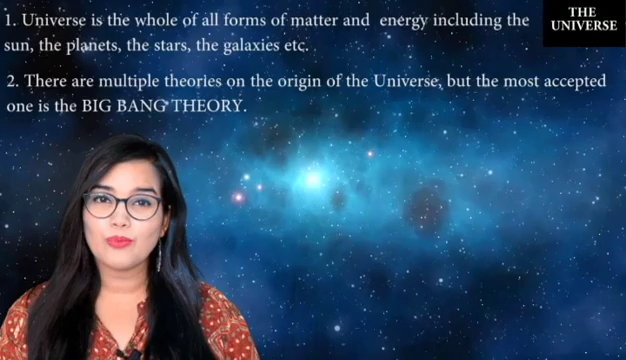 1. Universe is the whole of all forms of matter and energy including the
sun, the planets, the stars, the galaxies etc.
THE
UNIVERSE
2. There are multiple theories on the origin of the Universe, but the most accepted
one is the BIG BANG THEORY.